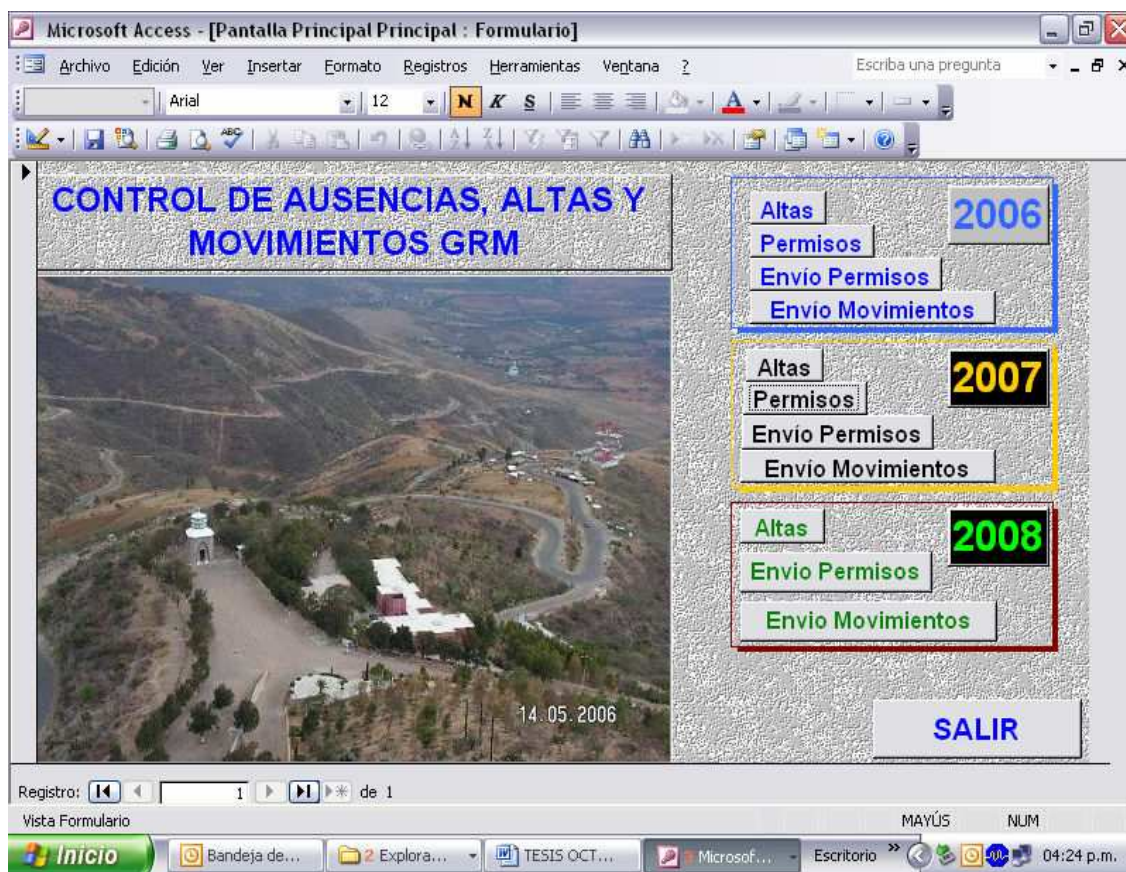 Microsoft Access - [Pantalla Principal Principal : Formulario]
Archivo Edición Ver Insertar Formato Registros Herramientas Ventana ? Escriba una pregunta
Arial 12 N K S A
ABC
CONTROL DE AUSENCIAS, ALTAS Y
MOVIMIENTOS GRM
14.05.2006
Altas 2006
Permisos
Envío Permisos
Envío Movimientos
Altas 2007
Permisos
Envío Permisos
Envío Movimientos
Altas 2008
Envio Permisos
Envio Movimientos
SALIR
Registro: 1 de 1
Vista Formulario MAYÚS NUM
Inicio Bandeja de... 2 Explora... TESIS OCT... Microsof... Escritorio » 04:24 p.m.